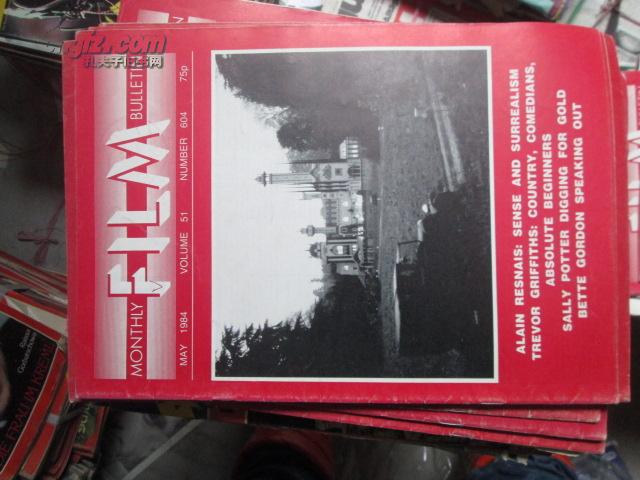 MONTHLY
FILM
BULLETIN
MAY 1984 VOLUME 51 NUMBER 604 75p
ALAIN RESNAIS: SENSE AND SURREALISM
TREVOR GRIFFITHS: COUNTRY, COMEDIANS,
ABSOLUTE BEGINNERS
SALLY POTTER DIGGING FOR GOLD
BETTE GORDON SPEAKING OUT